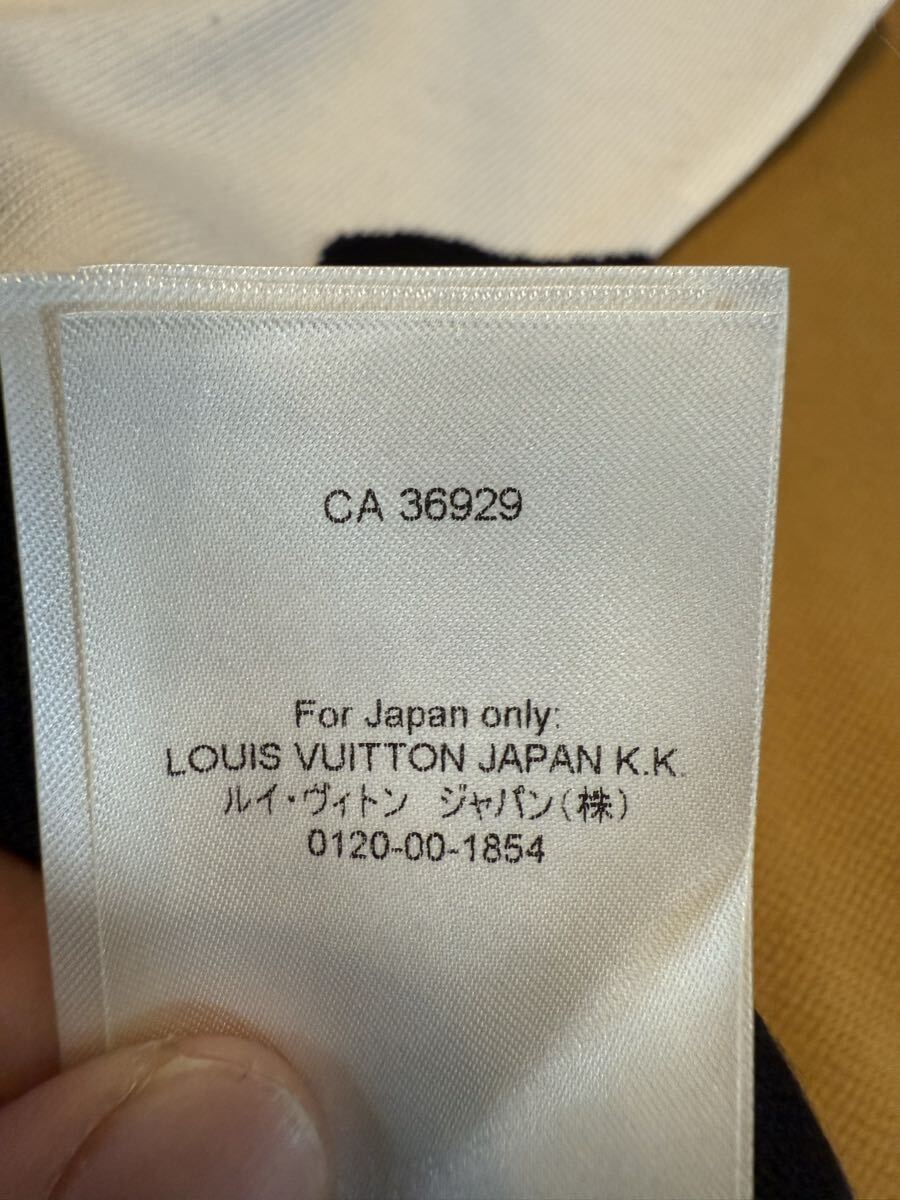 CA 36929
For Japan only:
LOUIS VUITTON JAPAN K.K.
ルイ・ヴィトン ジャパン(株)
0120-00-1854